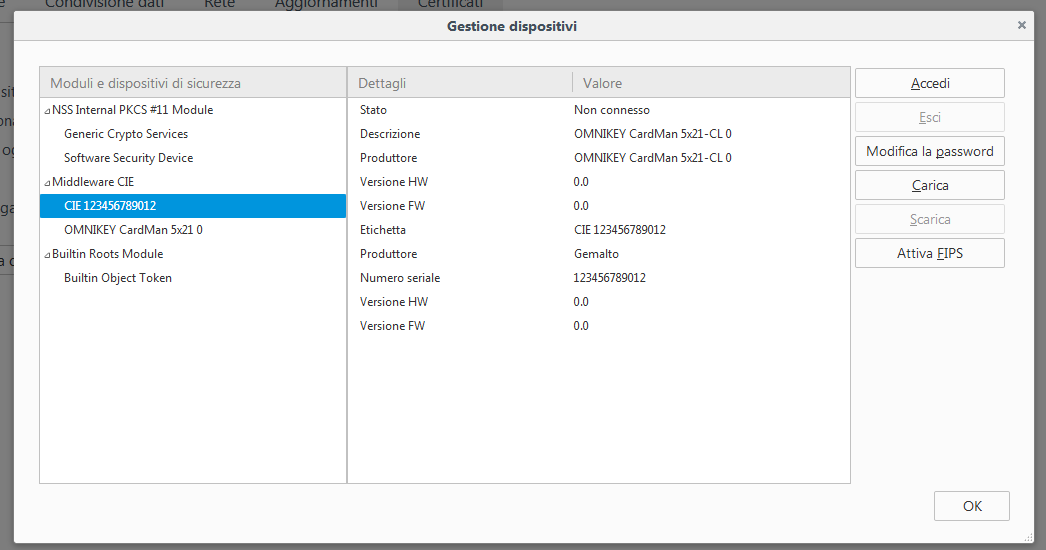 e Condivisione dati Rete Aggiornamenti Certificati
Gestione dispositivi
Moduli e dispositivi di sicurezza Dettagli Valore
NSS Internal PKCS #11 Module Stato Non connesso
Generic Crypto Services Descrizione OMNIKEY CardMan 5x21-CL 0
Software Security Device Produttore OMNIKEY CardMan 5x21-CL 0
Middleware CIE Versione HW 0.0
CIE 123456789012 Versione FW 0.0
OMNIKEY CardMan 5x21 0 Etichetta CIE 123456789012
Builtin Roots Module Produttore Gemalto
Builtin Object Token Numero seriale 123456789012
Versione HW 0.0
Versione FW 0.0
Accedi
Esci
Modifica la password
Carica
Scarica
Attiva FIPS
OK